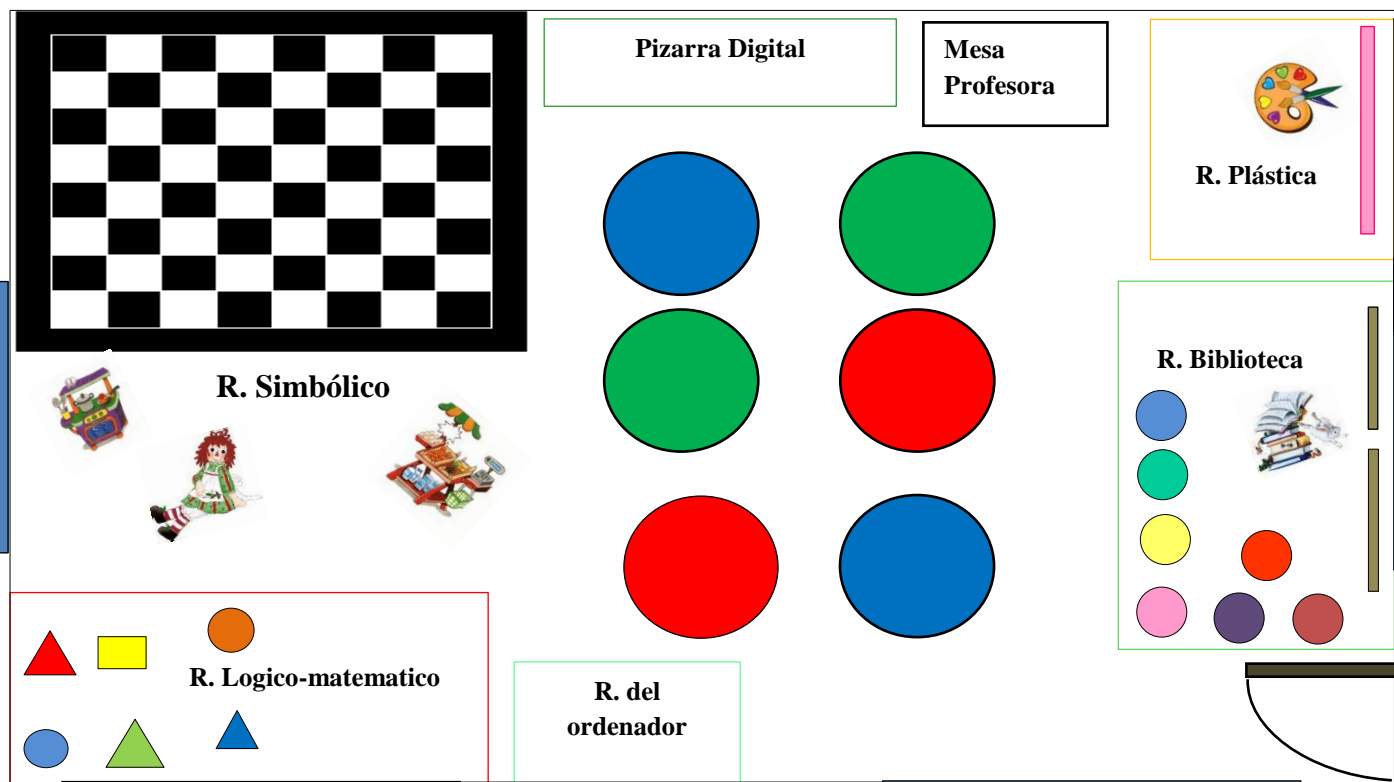 Pizarra Digital
Mesa
Profesora
R. Plástica
R. Simbólico
R. Biblioteca
R. Logico-matematico
R. del
ordenador